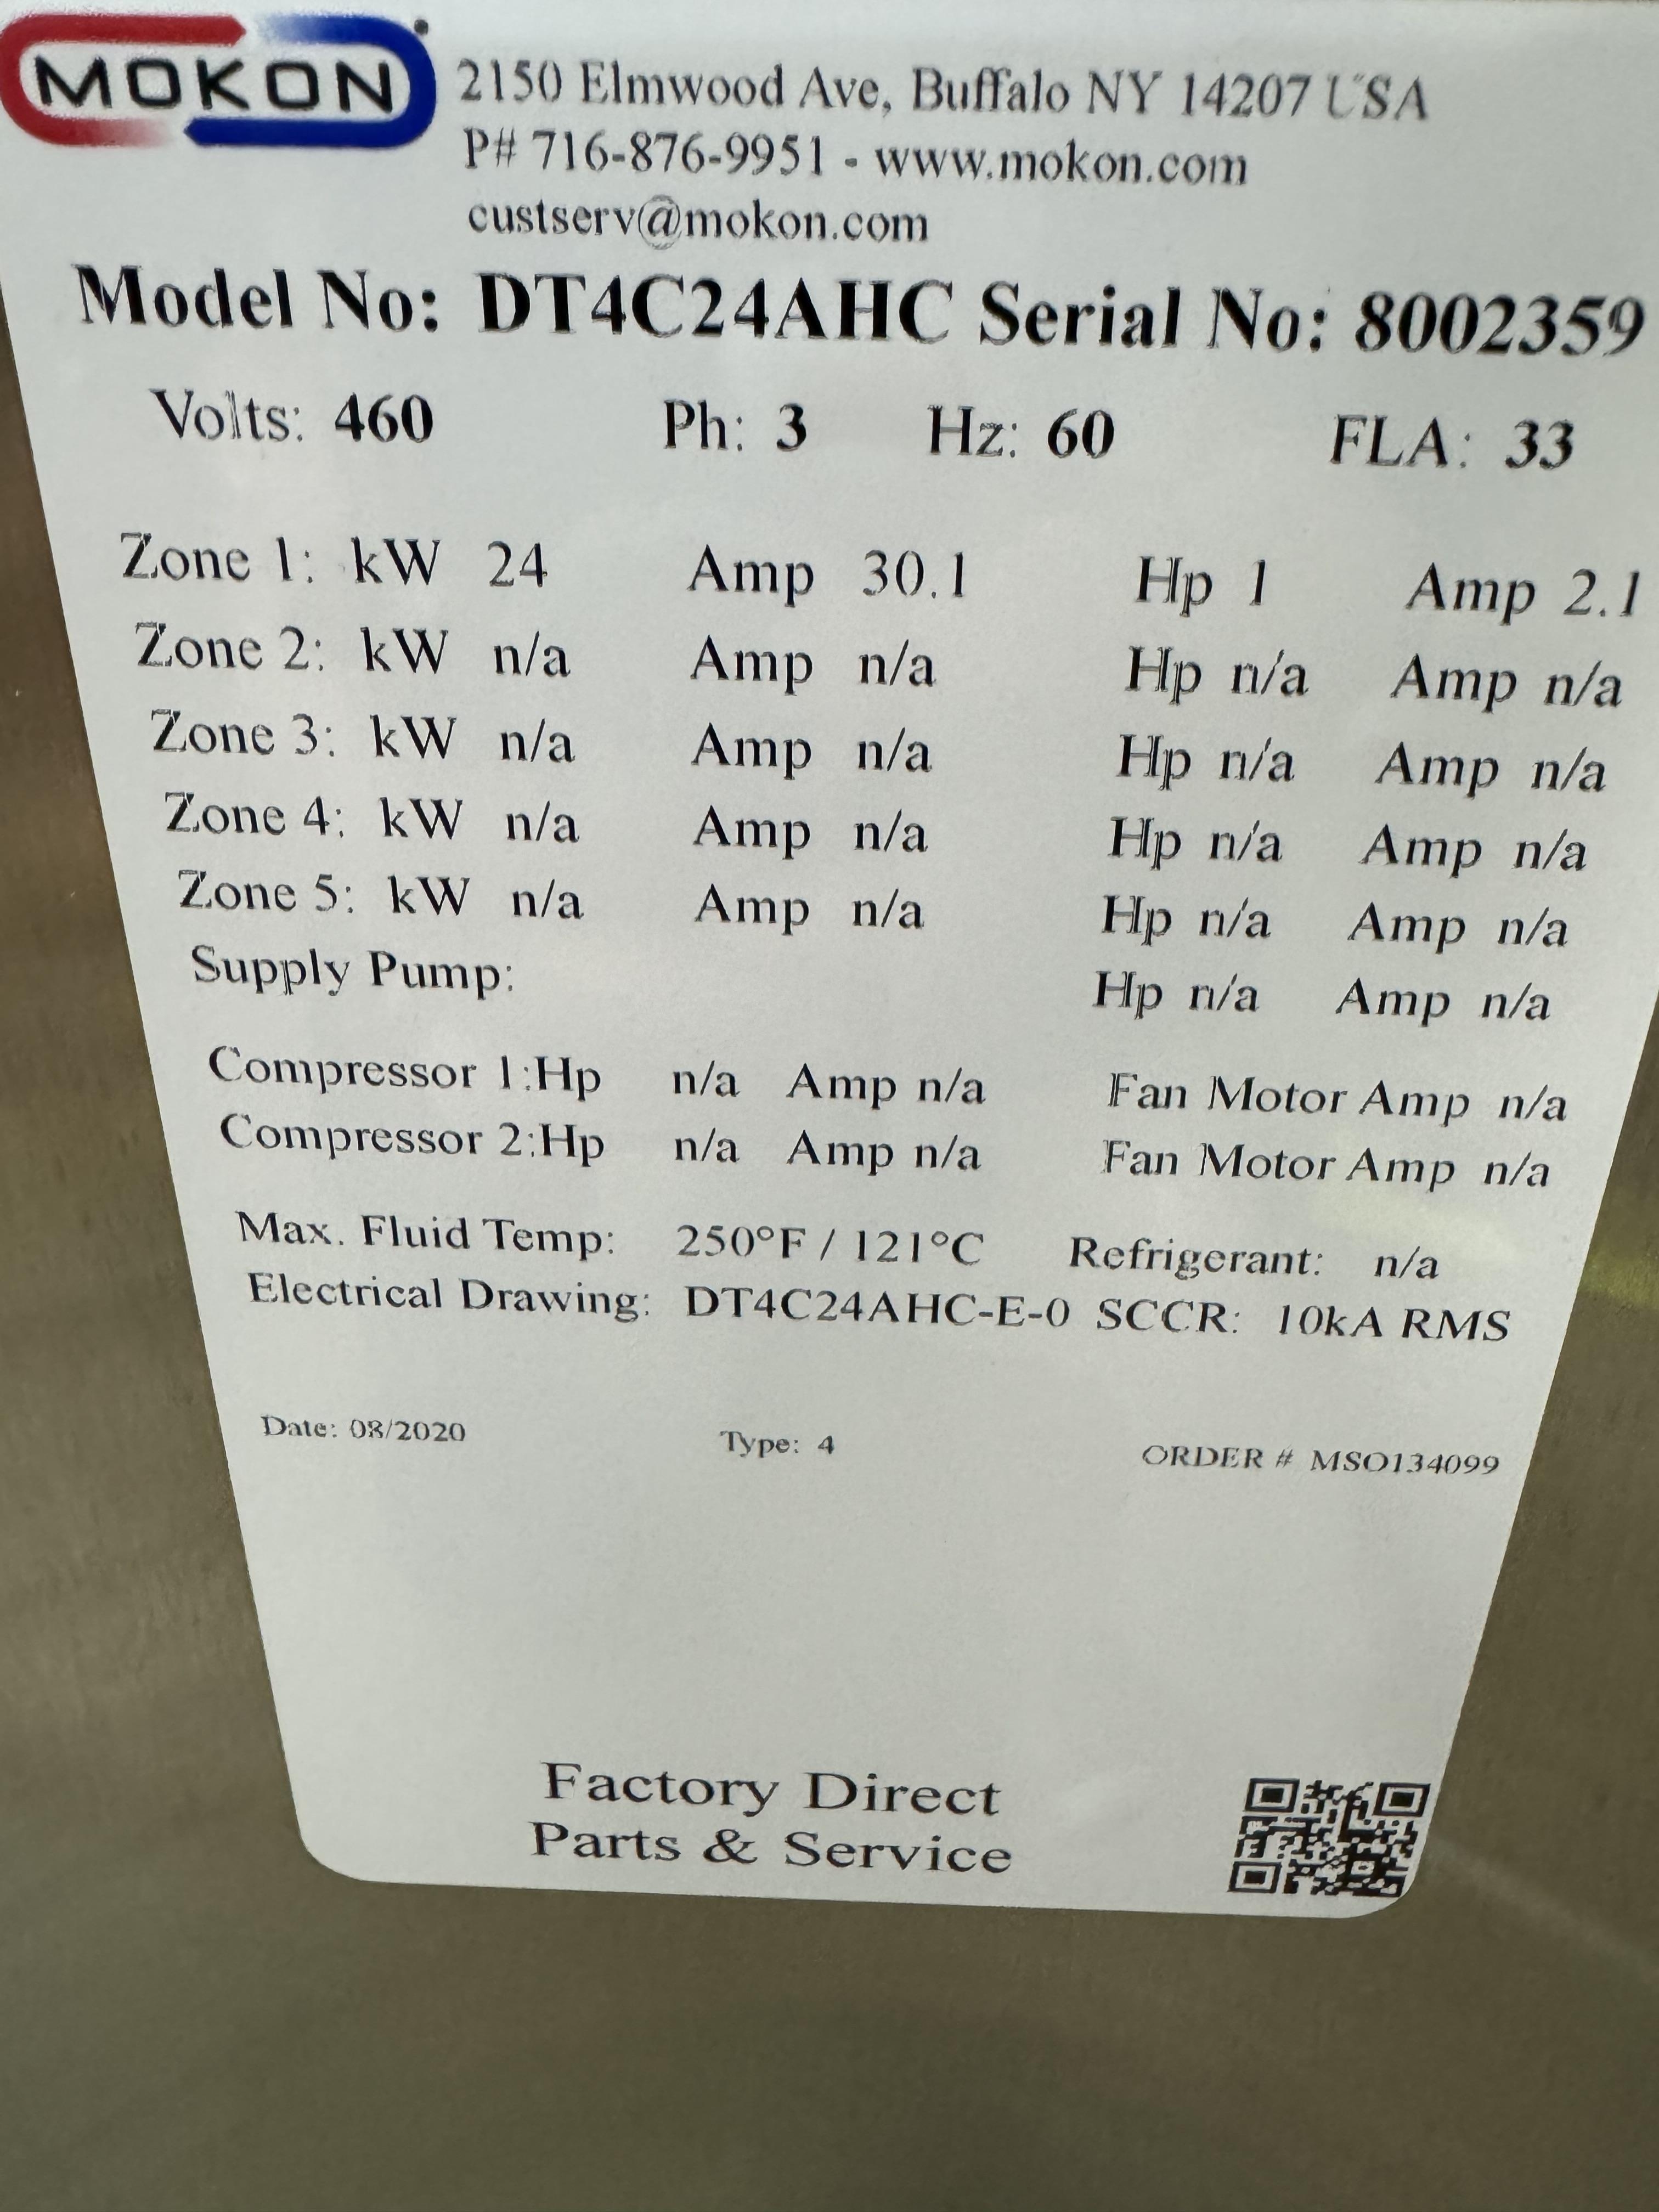 MOKON
2150 Elmwood Ave, Buffalo NY 14207 USA
P# 716-876-9951 - www.mokon.com
custserv@mokon.com
Model No: DT4C24AHC Serial No: 8002359
Volts: 460 Ph: 3 Hz: 60 FLA: 33
Zone 1: kW 24 Amp 30.1 Hp 1 Amp 2.1
Zone 2: kW n/a Amp n/a Hp n/a Amp n/a
Zone 3: kW n/a Amp n/a Hp n/a Amp n/a
Zone 4: kW n/a Amp n/a Hp n/a Amp n/a
Zone 5: kW n/a Amp n/a Hp n/a Amp n/a
Supply Pump: Hp n/a Amp n/a
Compressor 1:Hp n/a Amp n/a Fan Motor Amp n/a
Compressor 2:Hp n/a Amp n/a Fan Motor Amp n/a
Max. Fluid Temp: 250°F / 121°C Refrigerant: n/a
Electrical Drawing: DT4C24AHC-E-0 SCCR: 10kA RMS
Date: 08/2020 Type: 4 ORDER # MSO134099
Factory Direct
Parts & Service